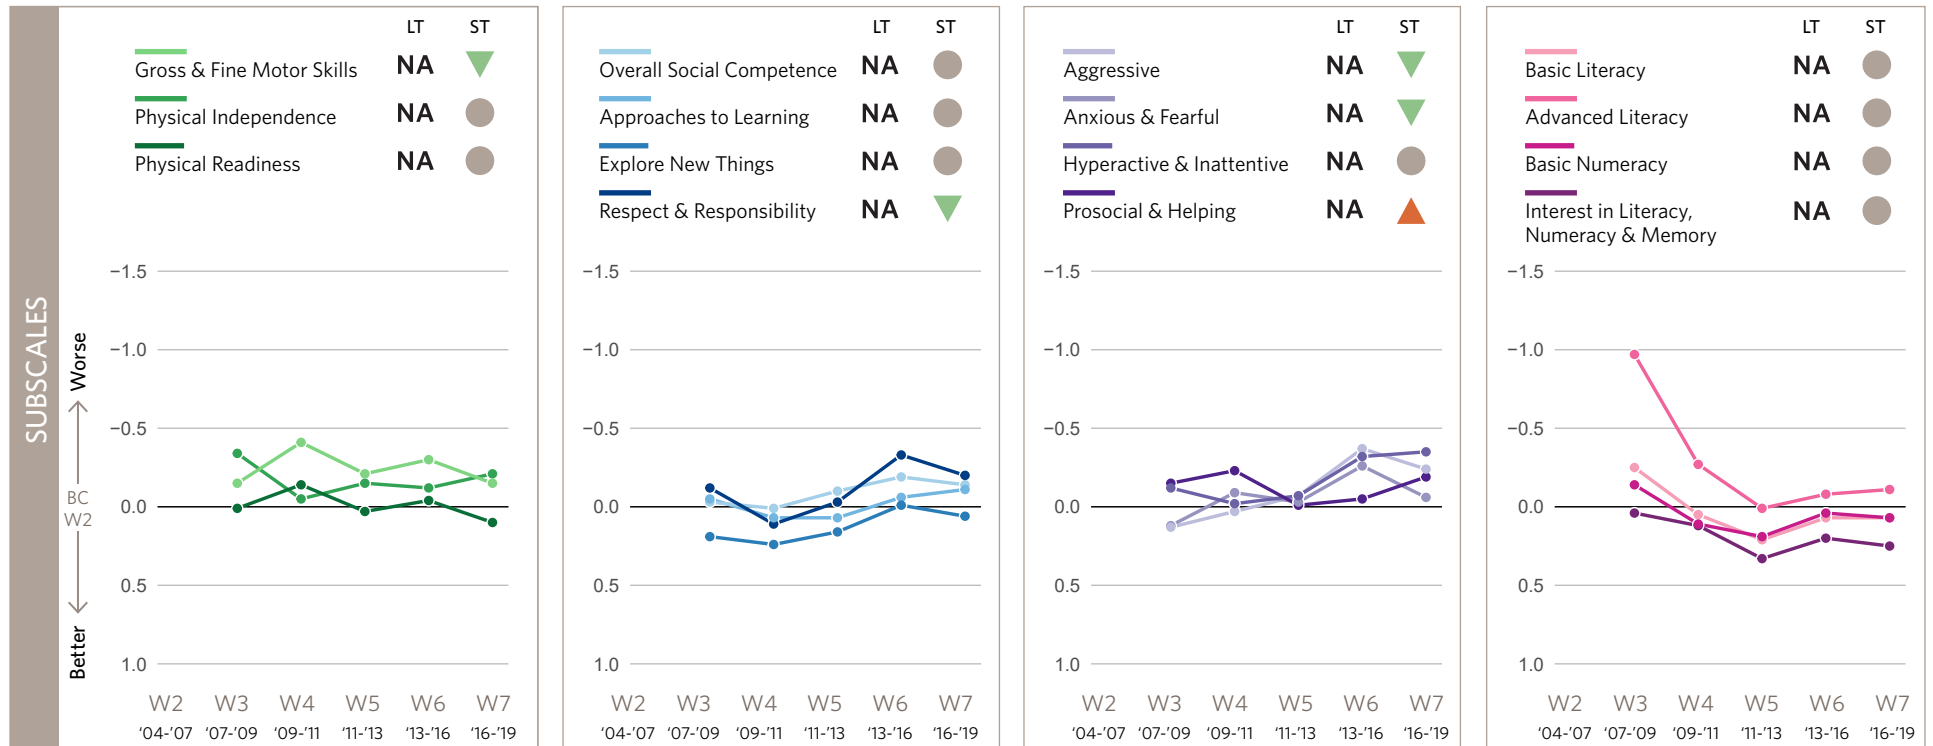 SUBSCALES
Worse
BC
W2
Better
LT ST
Gross & Fine Motor Skills NA
Physical Independence NA
Physical Readiness NA
−1.5
−1.0
−0.5
0.0
0.5
1.0
W2 W3 W4 W5 W6 W7
‘04-’07 ‘07-’09 ‘09-’11 ‘11-’13 ‘13-’16 ‘16-’19
LT ST
Overall Social Competence NA
Approaches to Learning NA
Explore New Things NA
Respect & Responsibility NA
−1.5
−1.0
−0.5
0.0
0.5
1.0
W2 W3 W4 W5 W6 W7
‘04-’07 ‘07-’09 ‘09-’11 ‘11-’13 ‘13-’16 ‘16-’19
LT ST
Aggressive NA
Anxious & Fearful NA
Hyperactive & Inattentive NA
Prosocial & Helping NA
−1.5
−1.0
−0.5
0.0
0.5
1.0
W2 W3 W4 W5 W6 W7
‘04-’07 ‘07-’09 ‘09-’11 ‘11-’13 ‘13-’16 ‘16-’19
LT ST
Basic Literacy NA
Advanced Literacy NA
Basic Numeracy NA
Interest in Literacy, NA
Numeracy & Memory
−1.5
−1.0
−0.5
0.0
0.5
1.0
W2 W3 W4 W5 W6 W7
‘04-’07 ‘07-’09 ‘09-’11 ‘11-’13 ‘13-’16 ‘16-’19